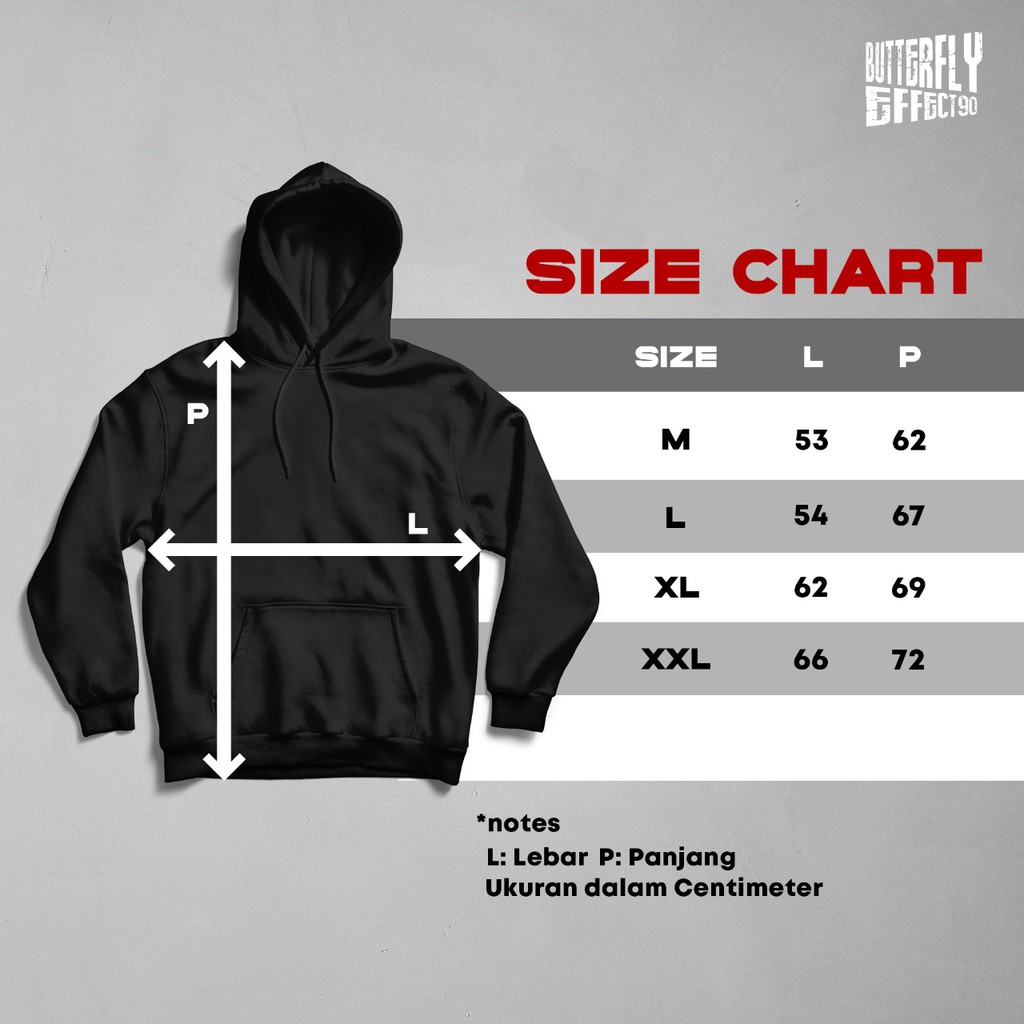 BUTTERFLY
EFFECT90
SIZE CHART
SIZE L P
M 53 62
L 54 67
XL 62 69
XXL 66 72
P
L
*notes
L: Lebar P: Panjang
Ukuran dalam Centimeter